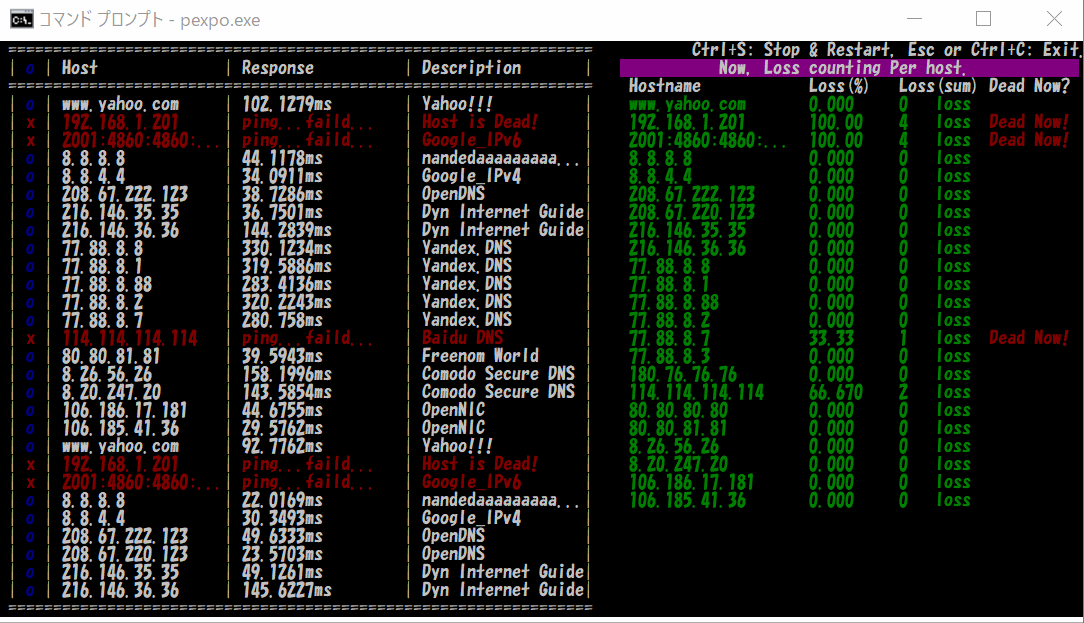 コマンド プロンプト - pexpo.exe
Ctrl+S: Stop & Restart, Esc or Ctrl+C: Exit.
| o | Host | Response | Description |
Now, Loss counting Per host.
Hostname Loss(%) Loss(sum) Dead Now?
| o | www.yahoo.com | 102.1279ms | Yahoo!!! www.yahoo.com 0.000 0 loss
| x | 192.168.1.201 | ping...faild... | Host is Dead! 192.168.1.201 100.00 4 loss Dead Now!
| x | 2001:4860:4860:... | ping...faild... | Google_IPv6 2001:4860:4860:... 100.00 4 loss Dead Now!
| o | 8.8.8.8 | 44.1178ms | nandedaaaaaaaaa... 8.8.8.8 0.000 0 loss
| o | 8.8.4.4 | 34.0911ms | Google_IPv4 8.8.4.4 0.000 0 loss
| o | 208.67.222.123 | 38.7286ms | OpenDNS 208.67.222.123 0.000 0 loss
| o | 216.146.35.35 | 36.7501ms | Dyn Internet Guide| 208.67.220.123 0.000 0 loss
| o | 216.146.36.36 | 144.2839ms | Dyn Internet Guide| 216.146.35.35 0.000 0 loss
| o | 77.88.8.8 | 330.1234ms | Yandex.DNS | 216.146.36.36 0.000 0 loss
| o | 77.88.8.1 | 319.5886ms | Yandex.DNS | 77.88.8.8 0.000 0 loss
| o | 77.88.8.88 | 283.4136ms | Yandex.DNS | 77.88.8.1 0.000 0 loss
| o | 77.88.8.2 | 320.2243ms | Yandex.DNS | 77.88.8.88 0.000 0 loss
| o | 77.88.8.7 | 280.758ms | Yandex.DNS | 77.88.8.2 0.000 0 loss
| x | 114.114.114.114 | ping...faild... | Baidu DNS | 77.88.8.7 33.33 1 loss Dead Now!
| o | 80.80.81.81 | 39.5943ms | Freenom World | 77.88.8.3 0.000 0 loss
| o | 8.26.56.26 | 158.1996ms | Comodo Secure DNS | 180.76.76.76 0.000 0 loss
| o | 8.20.247.20 | 143.5854ms | Comodo Secure DNS | 114.114.114.114 66.670 2 loss
| o | 106.186.17.181 | 44.6755ms | OpenNIC | 80.80.80.80 0.000 0 loss
| o | 106.185.41.36 | 29.5762ms | OpenNIC | 80.80.81.81 0.000 0 loss
| o | www.yahoo.com | 92.7762ms | Yahoo!!! | 8.26.56.26 0.000 0 loss
| x | 192.168.1.201 | ping...faild... | Host is Dead! | 8.20.247.20 0.000 0 loss
| x | 2001:4860:4860:... | ping...faild... | Google_IPv6 | 106.186.17.181 0.000 0 loss
| o | 8.8.8.8 | 22.0169ms | nandedaaaaaaaaa... | 106.185.41.36 0.000 0 loss
| o | 8.8.4.4 | 30.3493ms | Google_IPv4 |
| o | 208.67.222.123 | 49.6333ms | OpenDNS |
| o | 208.67.220.123 | 23.5703ms | OpenDNS |
| o | 216.146.35.35 | 49.1261ms | Dyn Internet Guide|
| o | 216.146.36.36 | 145.6227ms | Dyn Internet Guide|